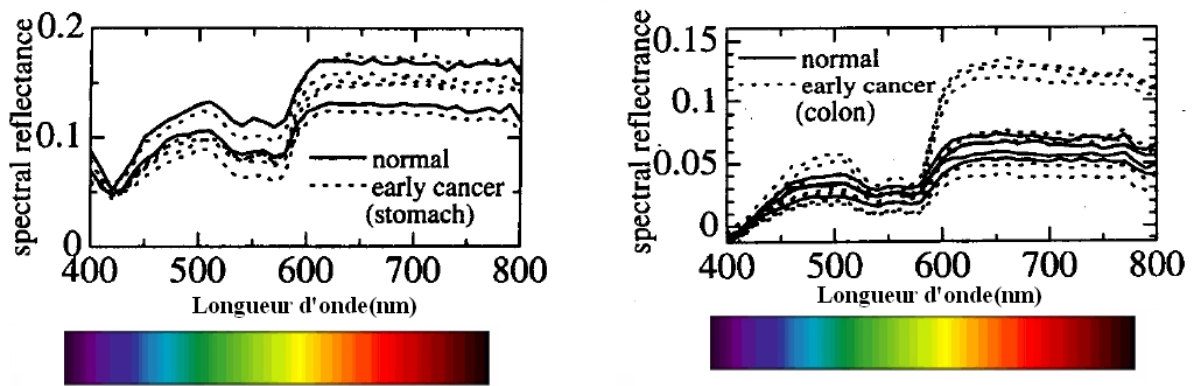 0.2
0.1
0
spectral reflectance
normal
early cancer
(stomach)
400 500 600 700 800
Longueur d'onde(nm)
0.15
0.1
0.05
0
spectral reflectrance
normal
early cancer
(colon)
400 500 600 700 800
Longueur d'onde(nm)